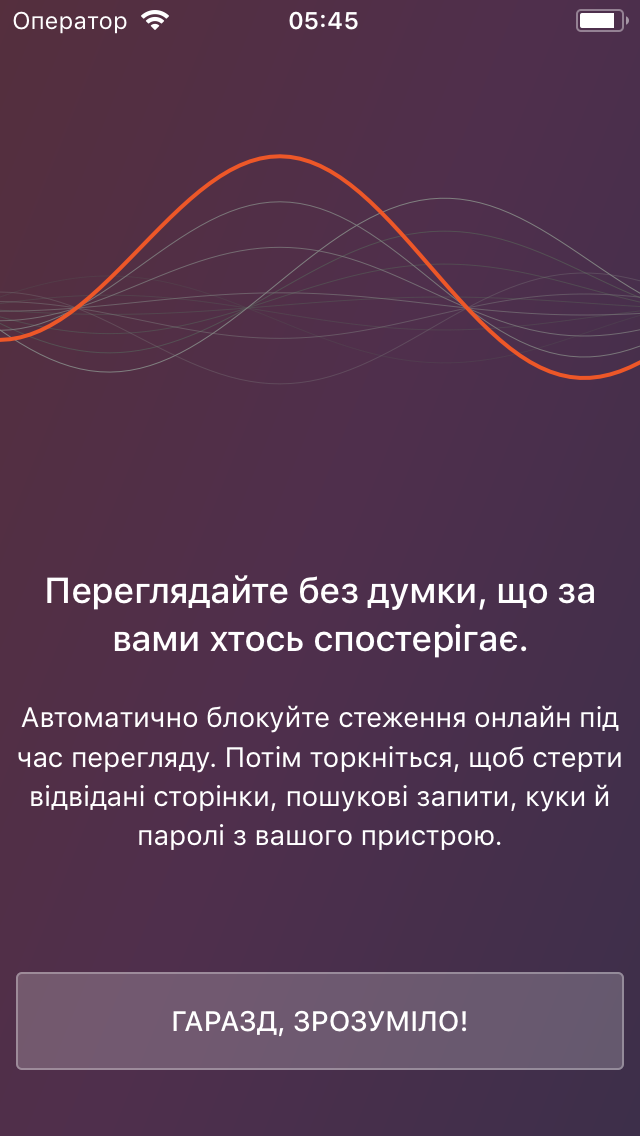 Оператор 05:45
Переглядайте без думки, що за
вами хтось спостерігає.
Автоматично блокуйте стеження онлайн під
час перегляду. Потім торкніться, щоб стерти
відвідані сторінки, пошукові запити, куки й
паролі з вашого пристрою.
ГАРАЗД, ЗРОЗУМІЛО!